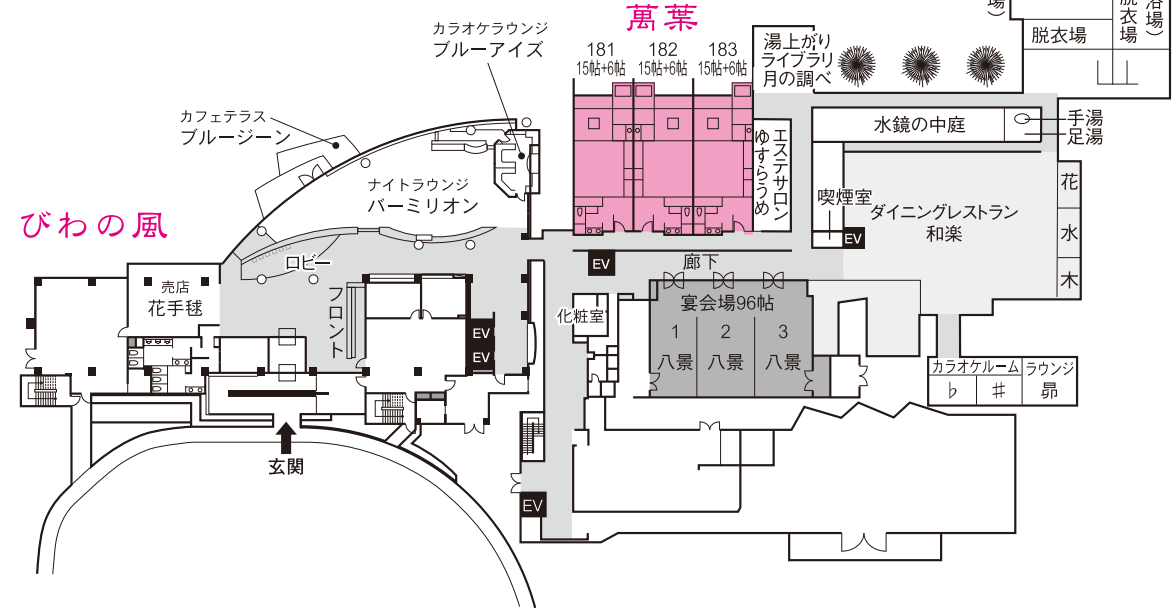 萬葉
カラオケラウンジ
ブルーアイズ
181
15帖+6帖
182
15帖+6帖
183
15帖+6帖
湯上がり
ライブラリ
月の調べ
場）
脱衣場
脱衣場
浴場）
カフェテラス
ブルージーン
水鏡の中庭
手湯
足湯
エステサロン
ゆすらうめ
ナイトラウンジ
バーミリオン
喫煙室
ダイニングレストラン
和楽
花
水
木
びわの風
EV
EV
廊下
ロビー
売店
花手毬
フロント
化粧室
宴会場96帖
1
八景
2
八景
3
八景
EV
EV
カラオケルーム
♭
♯
ラウンジ
昴
玄関
EV